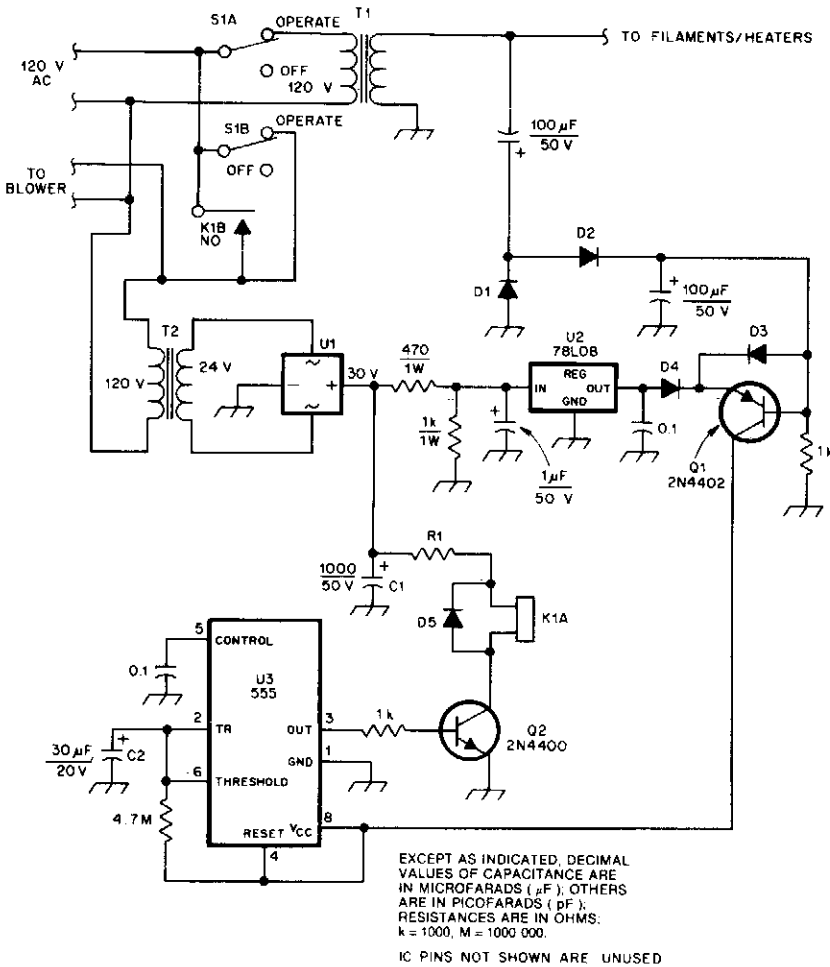 S1A
OPERATE
T1
TO FILAMENTS/HEATERS
120 V
AC
OFF
120 V
S1B
OPERATE
OFF
TO
BLOWER
K1B
NO
100 µF
50 V
+
D2
D1
+
100 µF
50 V
T2
120 V
24 V
U1
~
− +
~
30 V
470
1W
1k
1W
+
1µF
50 V
U2
78L08
REG
IN OUT
GND
D4
D3
0.1
Q1
2N4402
1k
R1
1000
50 V
+
C1
D5
K1A
5
CONTROL
0.1
U3
555
2
TR
OUT
3
1k
Q2
2N4400
30 µF
20 V
+
C2
6
THRESHOLD
GND
1
4.7M
RESET
VCC
8
4
EXCEPT AS INDICATED, DECIMAL
VALUES OF CAPACITANCE ARE
IN MICROFARADS ( µF ); OTHERS
ARE IN PICOFARADS ( pF );
RESISTANCES ARE IN OHMS;
k = 1000, M = 1000 000.
IC PINS NOT SHOWN ARE UNUSED